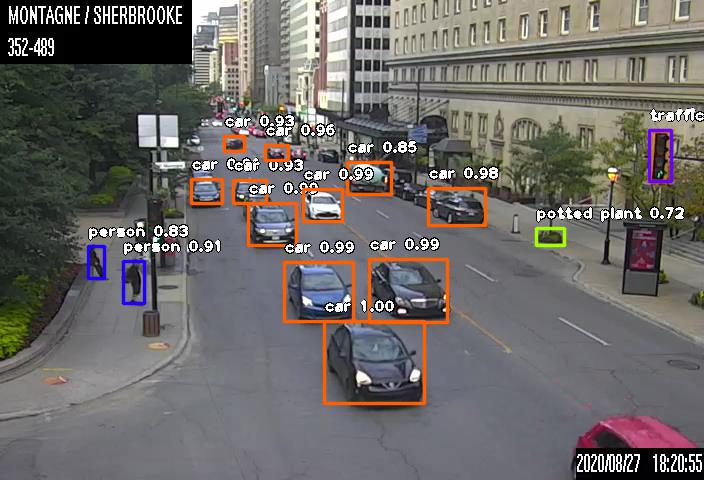 MONTAGNE / SHERBROOKE
352-489
car 0.93
car 0.96
car 0.85
car 0.93
car 0.99
car 0.98
car 0.99
traffic
potted plant 0.72
person 0.83
person 0.91
car 0.99
car 0.99
car 1.00
2020/08/27 18:20:55